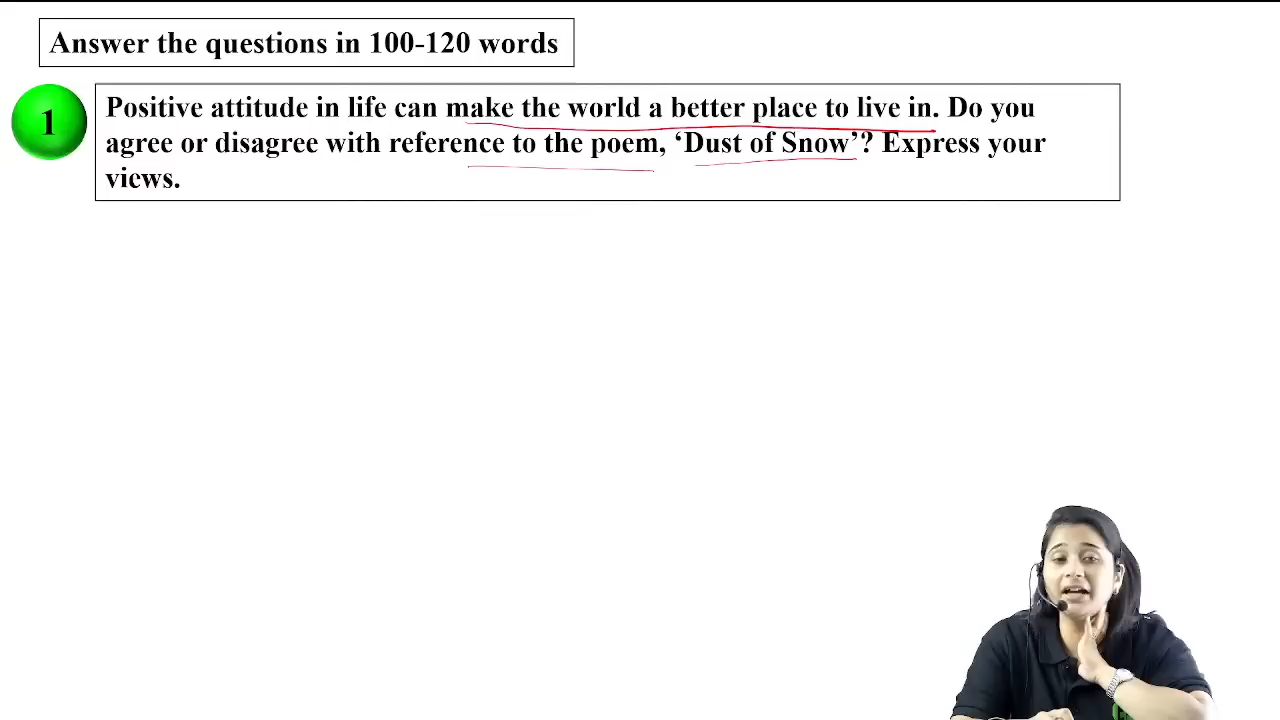 Answer the questions in 100-120 words
1
Positive attitude in life can make the world a better place to live in. Do you
agree or disagree with reference to the poem, ‘Dust of Snow’? Express your
views.